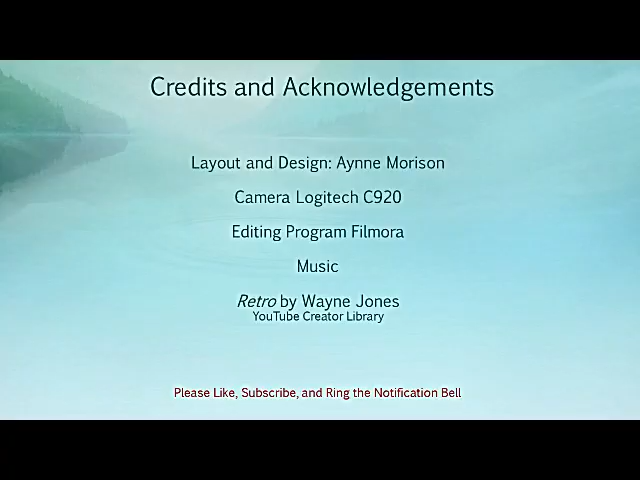 Credits and Acknowledgements
Layout and Design: Aynne Morison
Camera Logitech C920
Editing Program Filmora
Music
Retro by Wayne Jones
YouTube Creator Library
Please Like, Subscribe, and Ring the Notification Bell